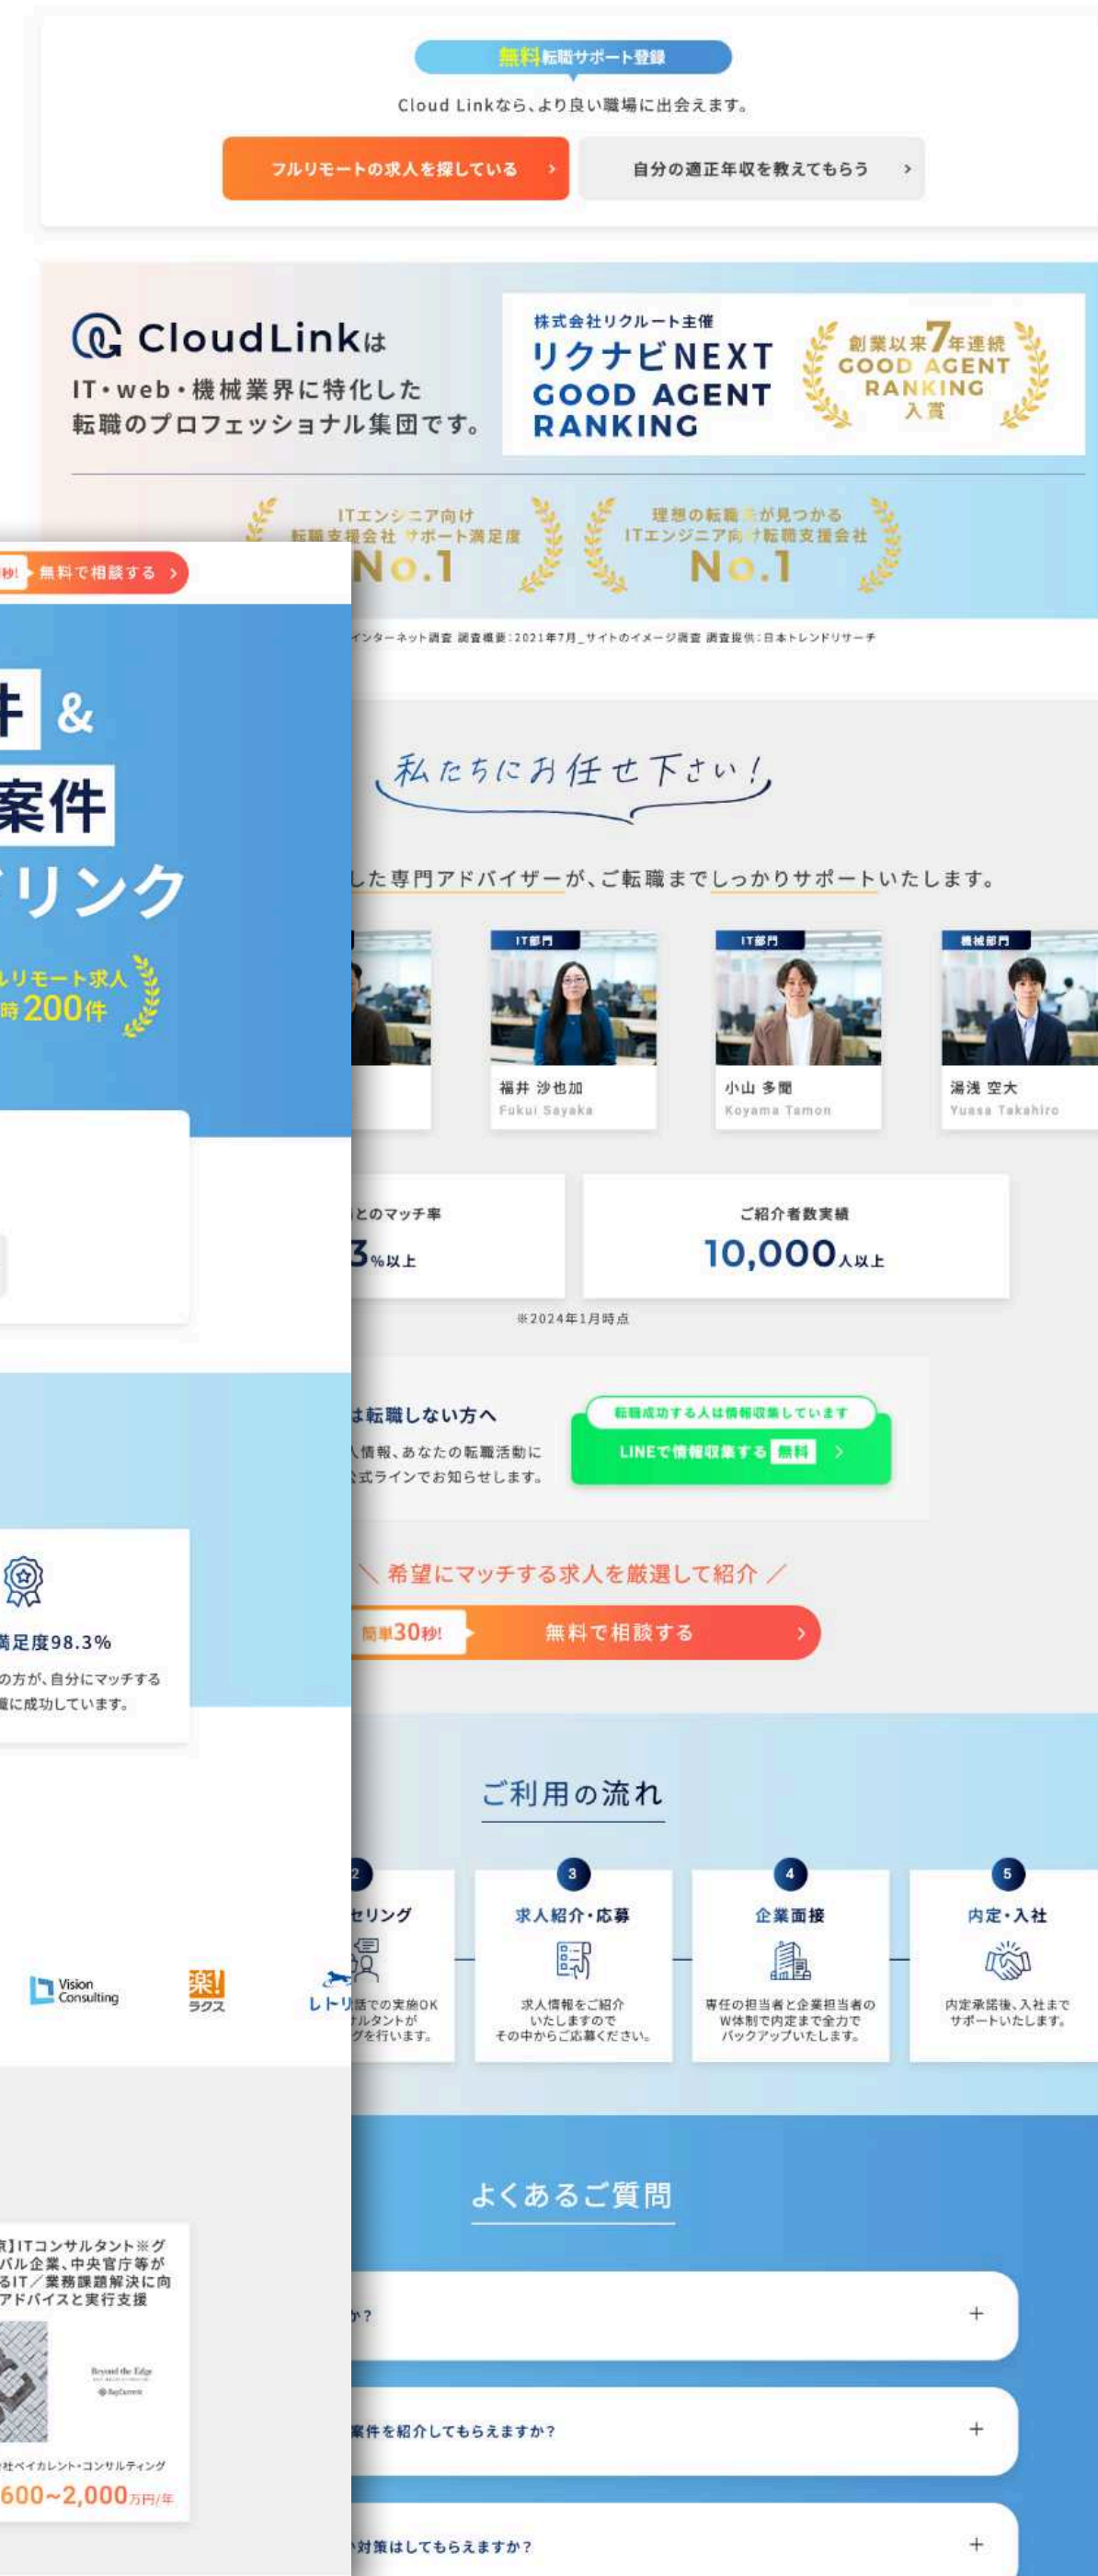 無料転職サポート登録
Cloud Linkなら、より良い職場に出会えます。
フルリモートの求人を探している
自分の適正年収を教えてもらう
CloudLinkは
IT・web・機械業界に特化した
転職のプロフェッショナル集団です。
株式会社リクルート主催
リクナビNEXT
GOOD AGENT
RANKING
創業以来7年連続
GOOD AGENT
RANKING
入賞
ITエンジニア向け
転職支援会社 サポート満足度
No.1
理想の転職先が見つかる
ITエンジニア向け転職支援会社
No.1
インターネット調査 調査概要:2021年7月_サイトのイメージ調査 調査提供:日本トレンドリサーチ
秒!
無料で相談する
件 &
案件
ドリンク
ルリモート求人
時200件
満足度98.3%
の方が、自分にマッチする
職に成功しています。
Vision
Consulting
楽!
ラクス
レトリ
京】ITコンサルタント※グ
バル企業、中央官庁等が
るIT/業務課題解決に向
アドバイスと実行支援
Beyond the Edge
BayCurrent
社ベイカレント・コンサルティング
600~2,000万円/年
私たちにお任せ下さい!
した専門アドバイザーが、ご転職までしっかりサポートいたします。
IT部門
福井 沙也加
Fukui Sayaka
IT部門
小山 多聞
Koyama Tamon
機械部門
湯浅 空大
Yuasa Takahiro
とのマッチ率
3%以上
ご紹介者数実績
10,000人以上
※2024年1月時点
は転職しない方へ
人情報、あなたの転職活動に
公式ラインでお知らせします。
転職成功する人は情報収集しています
LINEで情報収集する 無料
＼ 希望にマッチする求人を厳選して紹介 ／
簡単30秒!
無料で相談する
ご利用の流れ
2
セリング
話での実施OK
サルタントが
グを行います。
3
求人紹介・応募
求人情報をご紹介
いたしますので
その中からご応募ください。
4
企業面接
専任の担当者と企業担当者の
W体制で内定まで全力で
バックアップいたします。
5
内定・入社
内定承諾後、入社まで
サポートいたします。
よくあるご質問
か?
案件を紹介してもらえますか?
対策はしてもらえますか?